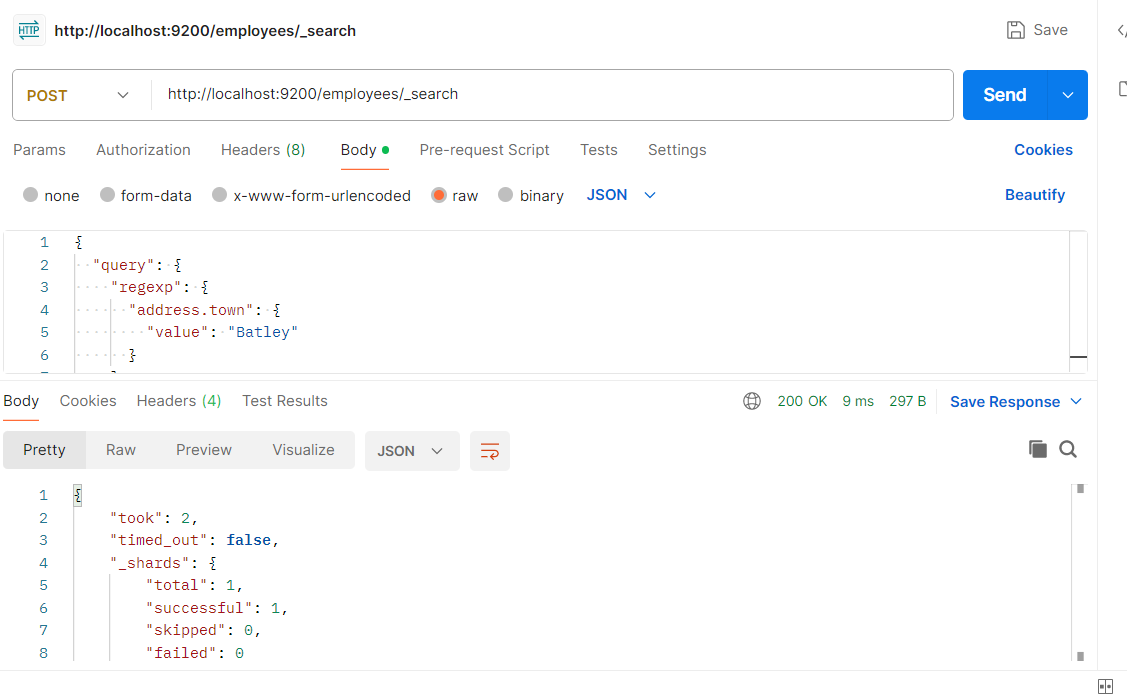 HTTP http://localhost:9200/employees/_search Save
POST http://localhost:9200/employees/_search Send
Params Authorization Headers (8) Body Pre-request Script Tests Settings Cookies
none form-data x-www-form-urlencoded raw binary JSON Beautify
1 {
2 "query": {
3 "regexp": {
4 "address.town": {
5 "value": "Batley"
6 }
Body Cookies Headers (4) Test Results 200 OK 9 ms 297 B Save Response
Pretty Raw Preview Visualize JSON
1 {
2 "took": 2,
3 "timed_out": false,
4 "_shards": {
5 "total": 1,
6 "successful": 1,
7 "skipped": 0,
8 "failed": 0